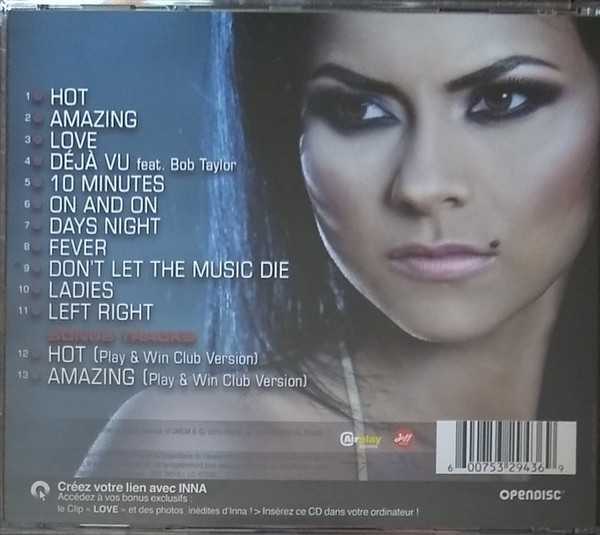 1 HOT
2 AMAZING
3 LOVE
4 DÉJÀ VU feat. Bob Taylor
5 10 MINUTES
6 ON AND ON
7 DAYS NIGHT
8 FEVER
9 DON'T LET THE MUSIC DIE
10 LADIES
11 LEFT RIGHT
BONUS TRACKS
12 HOT (Play & Win Club Version)
13 AMAZING (Play & Win Club Version)
Airplay
6 00753 29436 9
Créez votre lien avec INNA
Accédez à vos bonus exclusifs :
le Clip « LOVE » et des photos inédites d'Inna ! > Insérez ce CD dans votre ordinateur !
OPENDISC